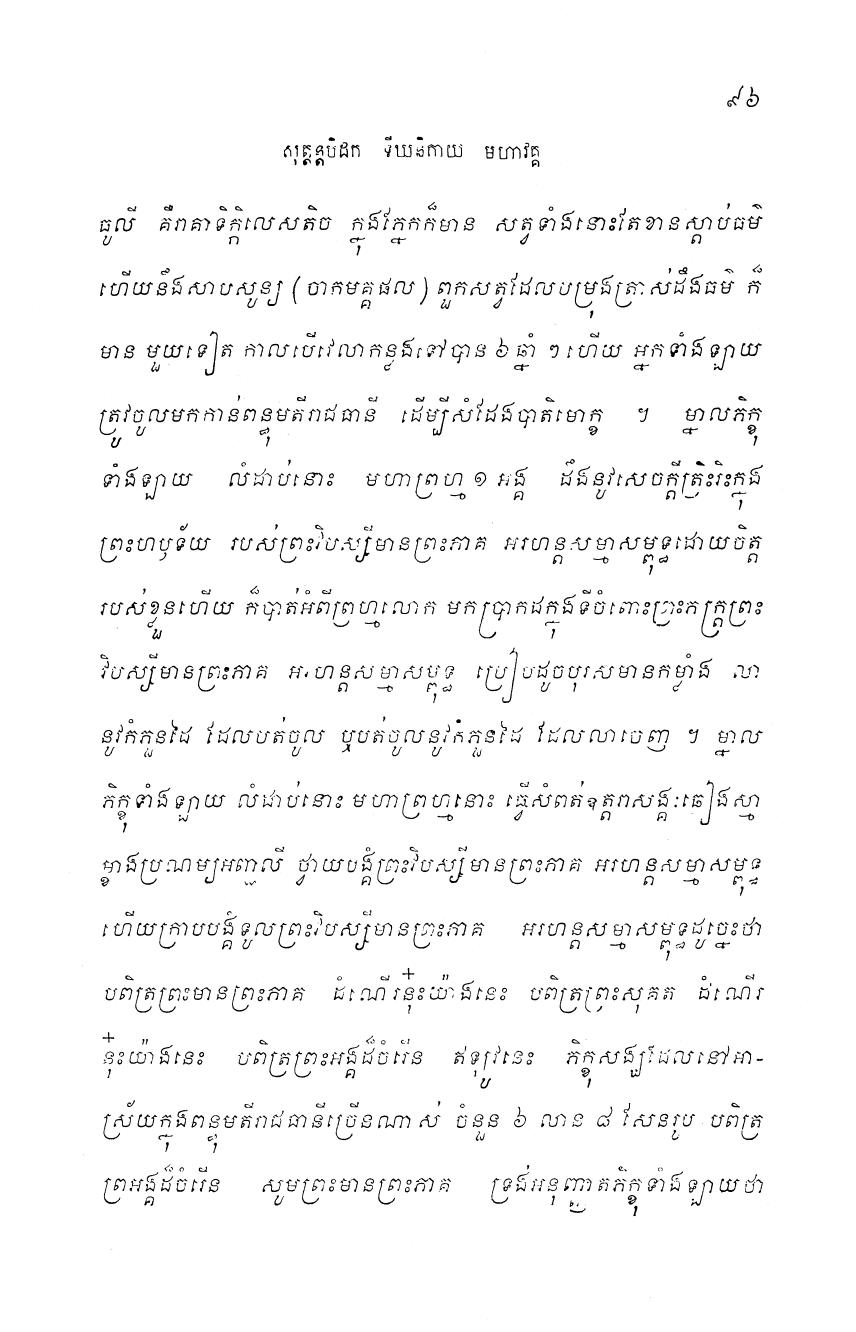 ៩៦
សុត្តន្តបិដក ទីឃនិកាយ មហាវគ្គ
ធូលី គឺរាគាទិក្កិលេសតិច ក្នុងភ្នែកក៏មាន សត្វទាំងនោះតែខានស្តាប់ធម៌
ហើយនឹងសាបសូន្យ (ចាកមគ្គផល) ពួកសត្វដែលបម្រុងត្រាស់ដឹងធម៌ ក៏
មាន មួយទៀត កាលបើវេលាកន្លងទៅបាន ៦ ឆ្នាំ ៗ ហើយ អ្នកទាំងឡាយ
ត្រូវចូលមកកាន់ពន្ធុមតីរាជធានី ដើម្បីសំដែងបាតិមោក្ខ ។ ម្នាលភិក្ខុ
ទាំងឡាយ លំដាប់នោះ មហាព្រហ្ម ១ អង្គ ដឹងនូវសេចក្តីត្រិះរិះក្នុង
ព្រះហឫទ័យ របស់ព្រះវិបស្សីមានព្រះភាគ អរហន្តសម្មាសម្ពុទ្ធដោយចិត្ត
របស់ខ្លួនហើយ ក៏បាត់អំពីព្រហ្មលោក មកប្រាកដក្នុងទីចំពោះព្រះភក្ត្រព្រះ
វិបស្សីមានព្រះភាគ អរហន្តសម្មាសម្ពុទ្ធ ប្រៀបដូចបុរសមានកម្លាំង លា
នូវកំភួនដៃ ដែលបត់ចូល ឬបត់ចូលនូវកំភួនដៃ ដែលលាចេញ ។ ម្នាល
ភិក្ខុទាំងឡាយ លំដាប់នោះ មហាព្រហ្មនោះ ធ្វើសំពត់ឧត្តរាសង្គៈឆៀងស្មា
ម្ខាងប្រណម្យអញ្ជលី ថ្វាយបង្គំព្រះវិបស្សីមានព្រះភាគ អរហន្តសម្មាសម្ពុទ្ធ
ហើយក្រាបបង្គំទូលព្រះវិបស្សីមានព្រះភាគ អរហន្តសម្មាសម្ពុទ្ធដូច្នេះថា
បពិត្រព្រះមានព្រះភាគ ដំណើរនុ៎ះយ៉ាងនេះ បពិត្រព្រះសុគត ដំណើរ
នុ៎ះយ៉ាងនេះ បពិត្រព្រះអង្គដ៏ចំរើន ឥឡូវនេះ ភិក្ខុសង្ឃដែលនៅអា-
ស្រ័យក្នុងពន្ធុមតីរាជធានីច្រើនណាស់ ចំនួន ៦ លាន ៨ សែនរូប បពិត្រ
ព្រអង្គដ៏ចំរើន សូមព្រះមានព្រះភាគ ទ្រង់អនុញ្ញាតភិក្ខុទាំងឡាយថា